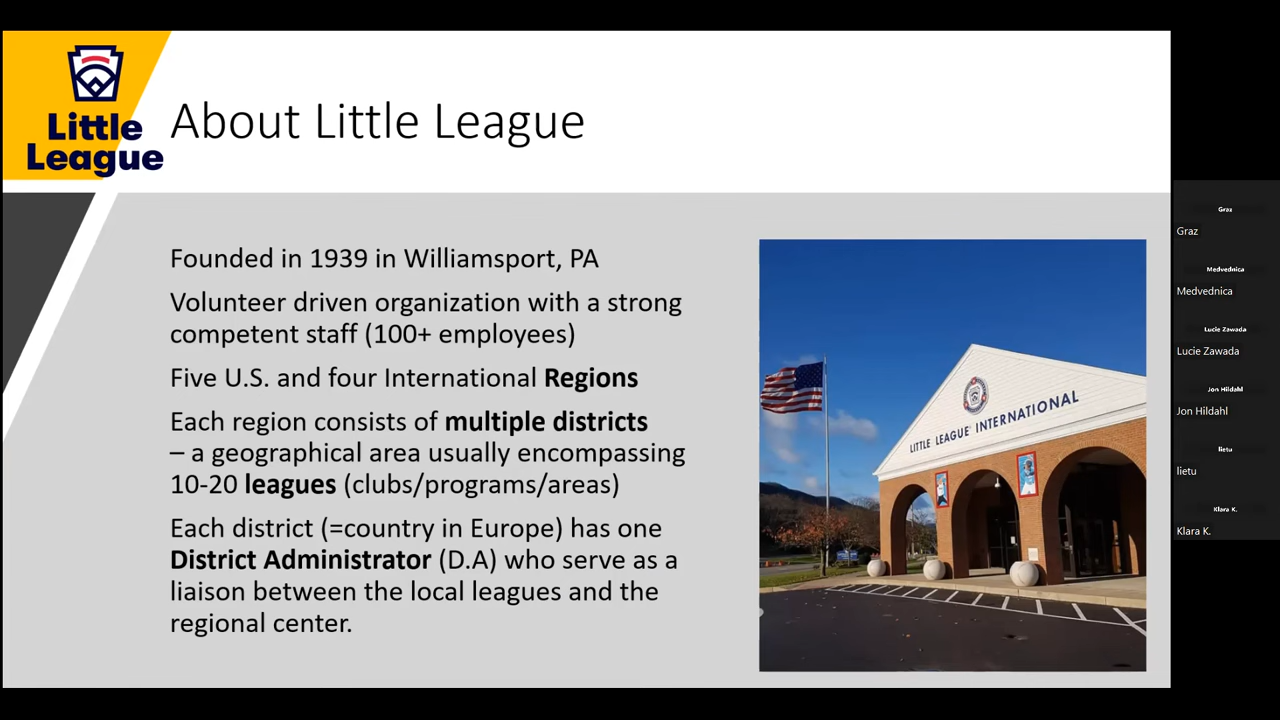 Little
League
About Little League
Founded in 1939 in Williamsport, PA
Volunteer driven organization with a strong
competent staff (100+ employees)
Five U.S. and four International Regions
Each region consists of multiple districts
– a geographical area usually encompassing
10-20 leagues (clubs/programs/areas)
Each district (=country in Europe) has one
District Administrator (D.A) who serve as a
liaison between the local leagues and the
regional center.
LITTLE LEAGUE® INTERNATIONAL
Graz
Graz
Medvednica
Medvednica
Lucie Zawada
Lucie Zawada
Jon Hildahl
Jon Hildahl
lietu
lietu
Klara K.
Klara K.